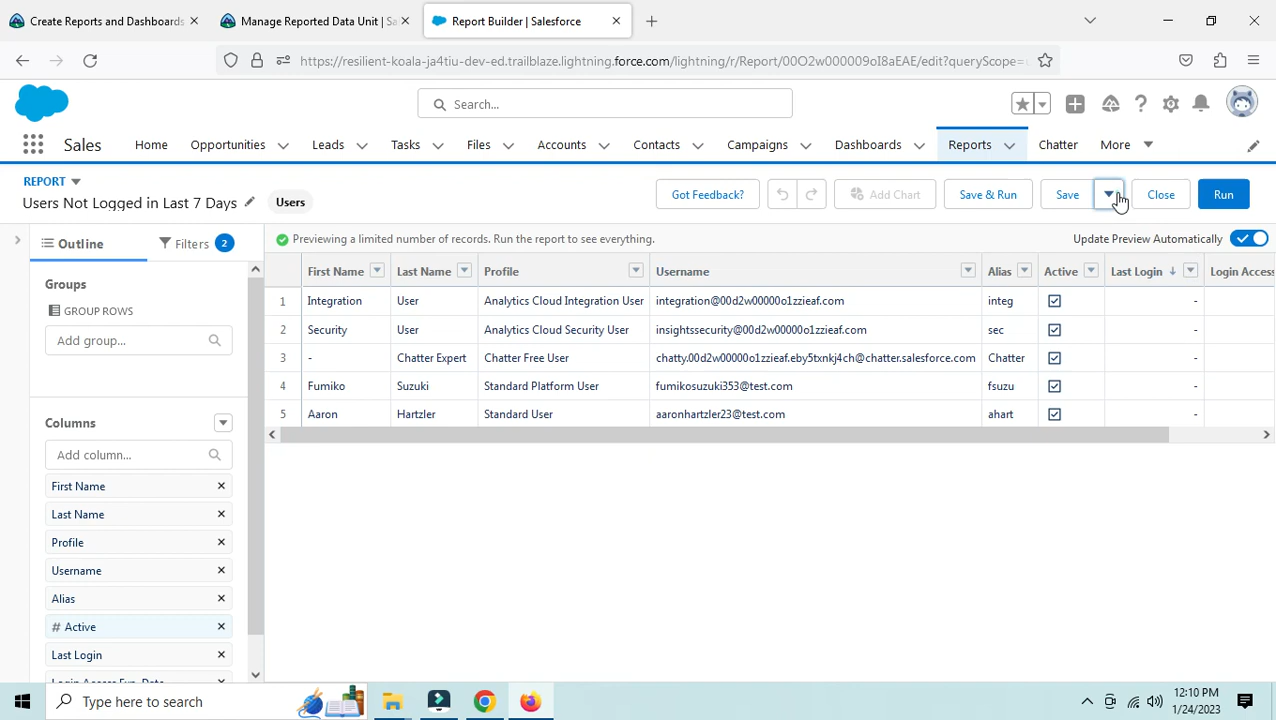 Create Reports and Dashboards
Manage Reported Data Unit | Sa
Report Builder | Salesforce
https://resilient-koala-ja4tiu-dev-ed.trailblaze.lightning.force.com/lightning/r/Report/00O2w000009oI8aEAE/edit?queryScope=
Search...
Sales
Home
Opportunities
Leads
Tasks
Files
Accounts
Contacts
Campaigns
Dashboards
Reports
Chatter
More
REPORT
Users Not Logged in Last 7 Days
Users
Got Feedback?
Add Chart
Save & Run
Save
Close
Run
Outline
Filters 2
Previewing a limited number of records. Run the report to see everything.
Update Preview Automatically
Groups
GROUP ROWS
Add group...
Columns
Add column...
First Name
Last Name
Profile
Username
Alias
# Active
Last Login
First Name Last Name Profile Username Alias Active Last Login Login Access
1 Integration User Analytics Cloud Integration User integration@00d2w00000o1zzieaf.com integ -
2 Security User Analytics Cloud Security User insightssecurity@00d2w00000o1zzieaf.com sec -
3 - Chatter Expert Chatter Free User chatty.00d2w00000o1zzieaf.eby5txnkj4ch@chatter.salesforce.com Chatter -
4 Fumiko Suzuki Standard Platform User fumikosuzuki353@test.com fsuzu -
5 Aaron Hartzler Standard User aaronhartzler23@test.com ahart -
Type here to search
12:10 PM
1/24/2023